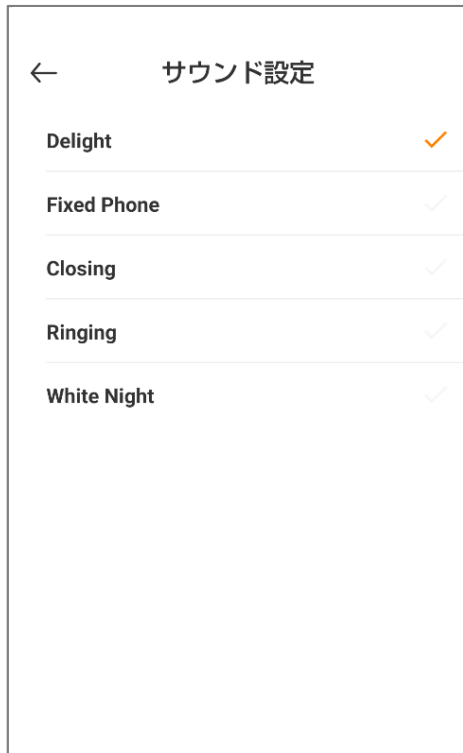 サウンド設定
Delight
Fixed Phone
Closing
Ringing
White Night